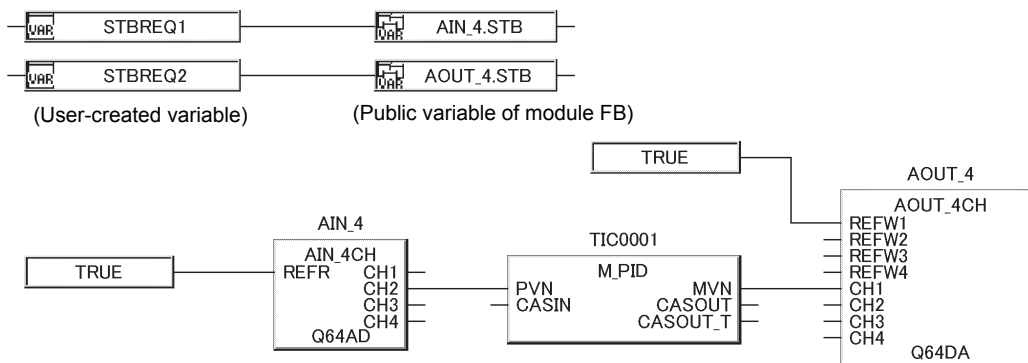 VAR STBREQ1 VAR AIN_4.STB
VAR STBREQ2 VAR AOUT_4.STB
(User-created variable) (Public variable of module FB)
TRUE
AOUT_4
AOUT_4CH
REFW1
REFW2
REFW3
REFW4
CH1
CH2
CH3
CH4
Q64DA
AIN_4
AIN_4CH
TRUE
REFR CH1
CH2
CH3
CH4
Q64AD
TIC0001
M_PID
PVN MVN
CASIN CASOUT
CASOUT_T